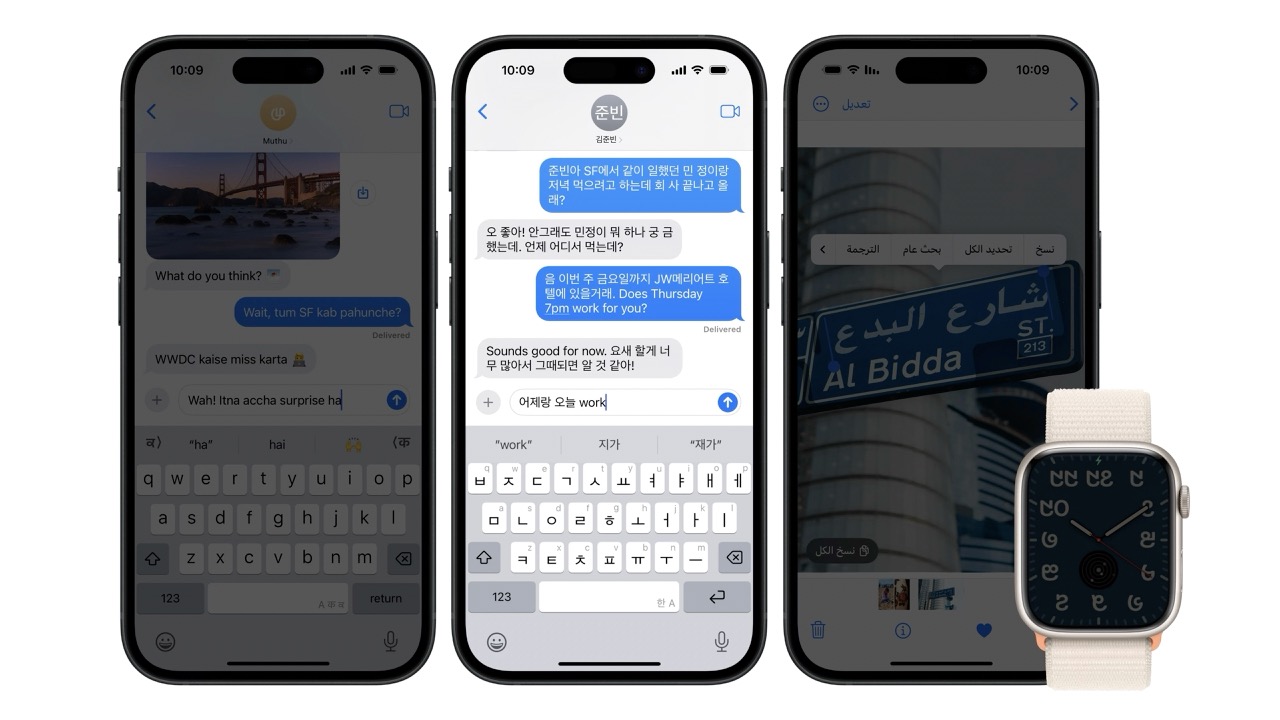 10:09
மு
Muthu
What do you think?
Wait, tum SF kab pahunche?
Delivered
WWDC kaise miss karta
Wah! Itna accha surprise ha
“ha”
hai
q w e r t y u i o p
a s d f g h j k l
z x c v b n m
123
A क ಕ
return
10:09
준빈
김준빈
준빈아 SF에서 같이 일했던 민 정이랑
저녁 먹으려고 하는데 회 사 끝나고 올
래?
오 좋아! 안그래도 민정이 뭐 하나 궁 금
했는데. 언제 어디서 먹는데?
음 이번 주 금요일까지 JW메리어트 호
텔에 있을거래. Does Thursday
7pm work for you?
Delivered
Sounds good for now. 요새 할게 너
무 많아서 그때되면 알 것 같아!
어제랑 오늘 work
“work”
지가
“재가”
q w e r t y u i o p
ㅂ ㅈ ㄷ ㄱ ㅅ ㅛ ㅕ ㅑ ㅐ ㅔ
a s d f g h j k l
ㅁ ㄴ ㅇ ㄹ ㅎ ㅗ ㅓ ㅏ ㅣ
z x c v b n m
ㅋ ㅌ ㅊ ㅍ ㅠ ㅜ ㅡ
123
한 A
10:09
تعديل
نسخ تحديد الكل بحث عام الترجمة
شارع البدع
ST.
213
Al Bidda
نسخ الكل